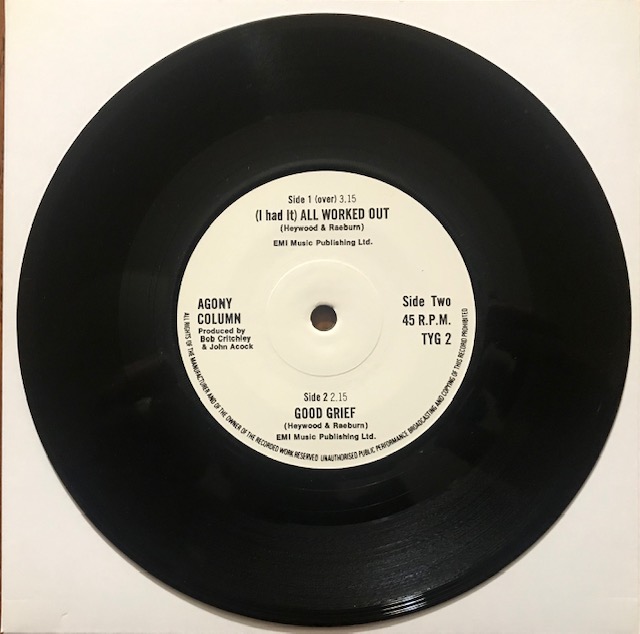 Side 1 (over) 3.15
(I had It) ALL WORKED OUT
(Heywood & Raeburn)
EMI Music Publishing Ltd.
AGONY
COLUMN
Produced by
Bob Critchley
& John Acock
Side Two
45 R.P.M.
TYG 2
Side 2 2.15
GOOD GRIEF
(Heywood & Raeburn)
EMI Music Publishing Ltd.
ALL RIGHTS OF THE MANUFACTURER AND OF THE OWNER OF THE RECORDED WORK RESERVED UNAUTHORISED PUBLIC PERFORMANCE BROADCASTING AND COPYING OF THIS RECORD PROHIBITED